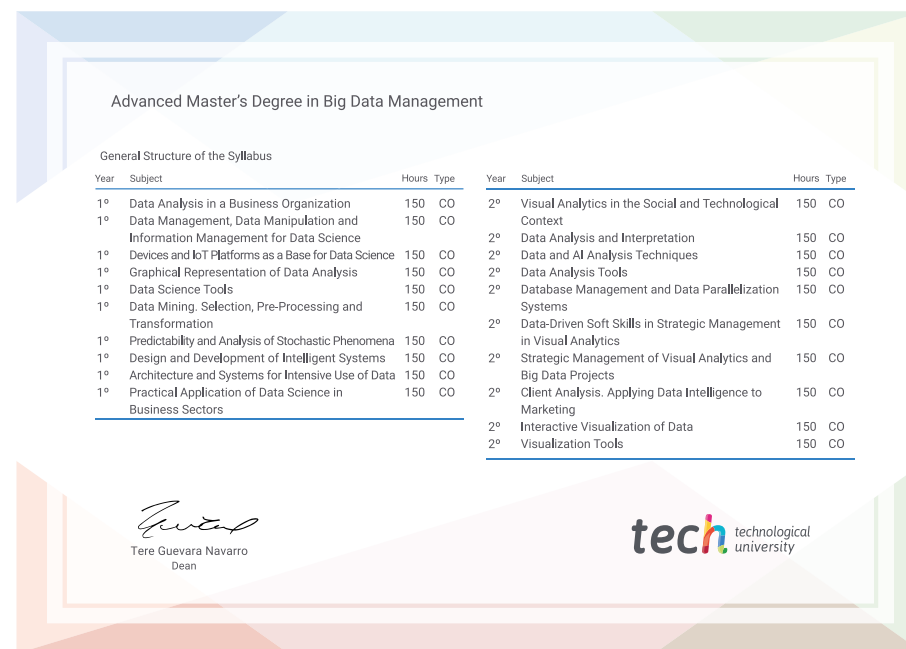 Advanced Master's Degree in Big Data Management
General Structure of the Syllabus
Year Subject Hours Type
1º Data Analysis in a Business Organization 150 CO
1º Data Management, Data Manipulation and 150 CO
Information Management for Data Science
1º Devices and IoT Platforms as a Base for Data Science 150 CO
1º Graphical Representation of Data Analysis 150 CO
1º Data Science Tools 150 CO
1º Data Mining. Selection, Pre-Processing and 150 CO
Transformation
1º Predictability and Analysis of Stochastic Phenomena 150 CO
1º Design and Development of Intelligent Systems 150 CO
1º Architecture and Systems for Intensive Use of Data 150 CO
1º Practical Application of Data Science in 150 CO
Business Sectors
Year Subject Hours Type
2º Visual Analytics in the Social and Technological 150 CO
Context
2º Data Analysis and Interpretation 150 CO
2º Data and AI Analysis Techniques 150 CO
2º Data Analysis Tools 150 CO
2º Database Management and Data Parallelization 150 CO
Systems
2º Data-Driven Soft Skills in Strategic Management 150 CO
in Visual Analytics
2º Strategic Management of Visual Analytics and 150 CO
Big Data Projects
2º Client Analysis. Applying Data Intelligence to 150 CO
Marketing
2º Interactive Visualization of Data 150 CO
2º Visualization Tools 150 CO
Tere Guevara Navarro
Dean
tech technological
university